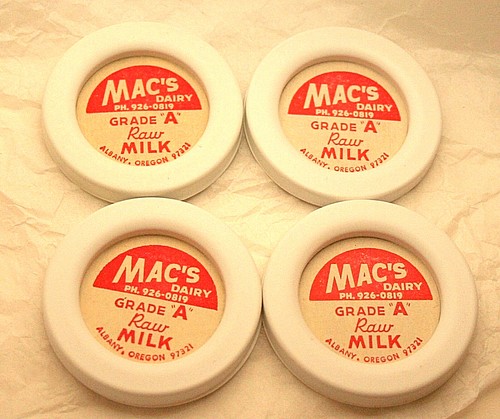 MAC'S
DAIRY
PH. 926-0819
GRADE "A"
Raw
MILK
ALBANY, OREGON 97321
MAC'S
DAIRY
PH. 926-0819
GRADE "A"
Raw
MILK
ALBANY, OREGON 97321
MAC'S
DAIRY
PH. 926-0819
GRADE "A"
Raw
MILK
ALBANY, OREGON 97321
MAC'S
DAIRY
PH. 926-0819
GRADE "A"
Raw
MILK
ALBANY, OREGON 97321